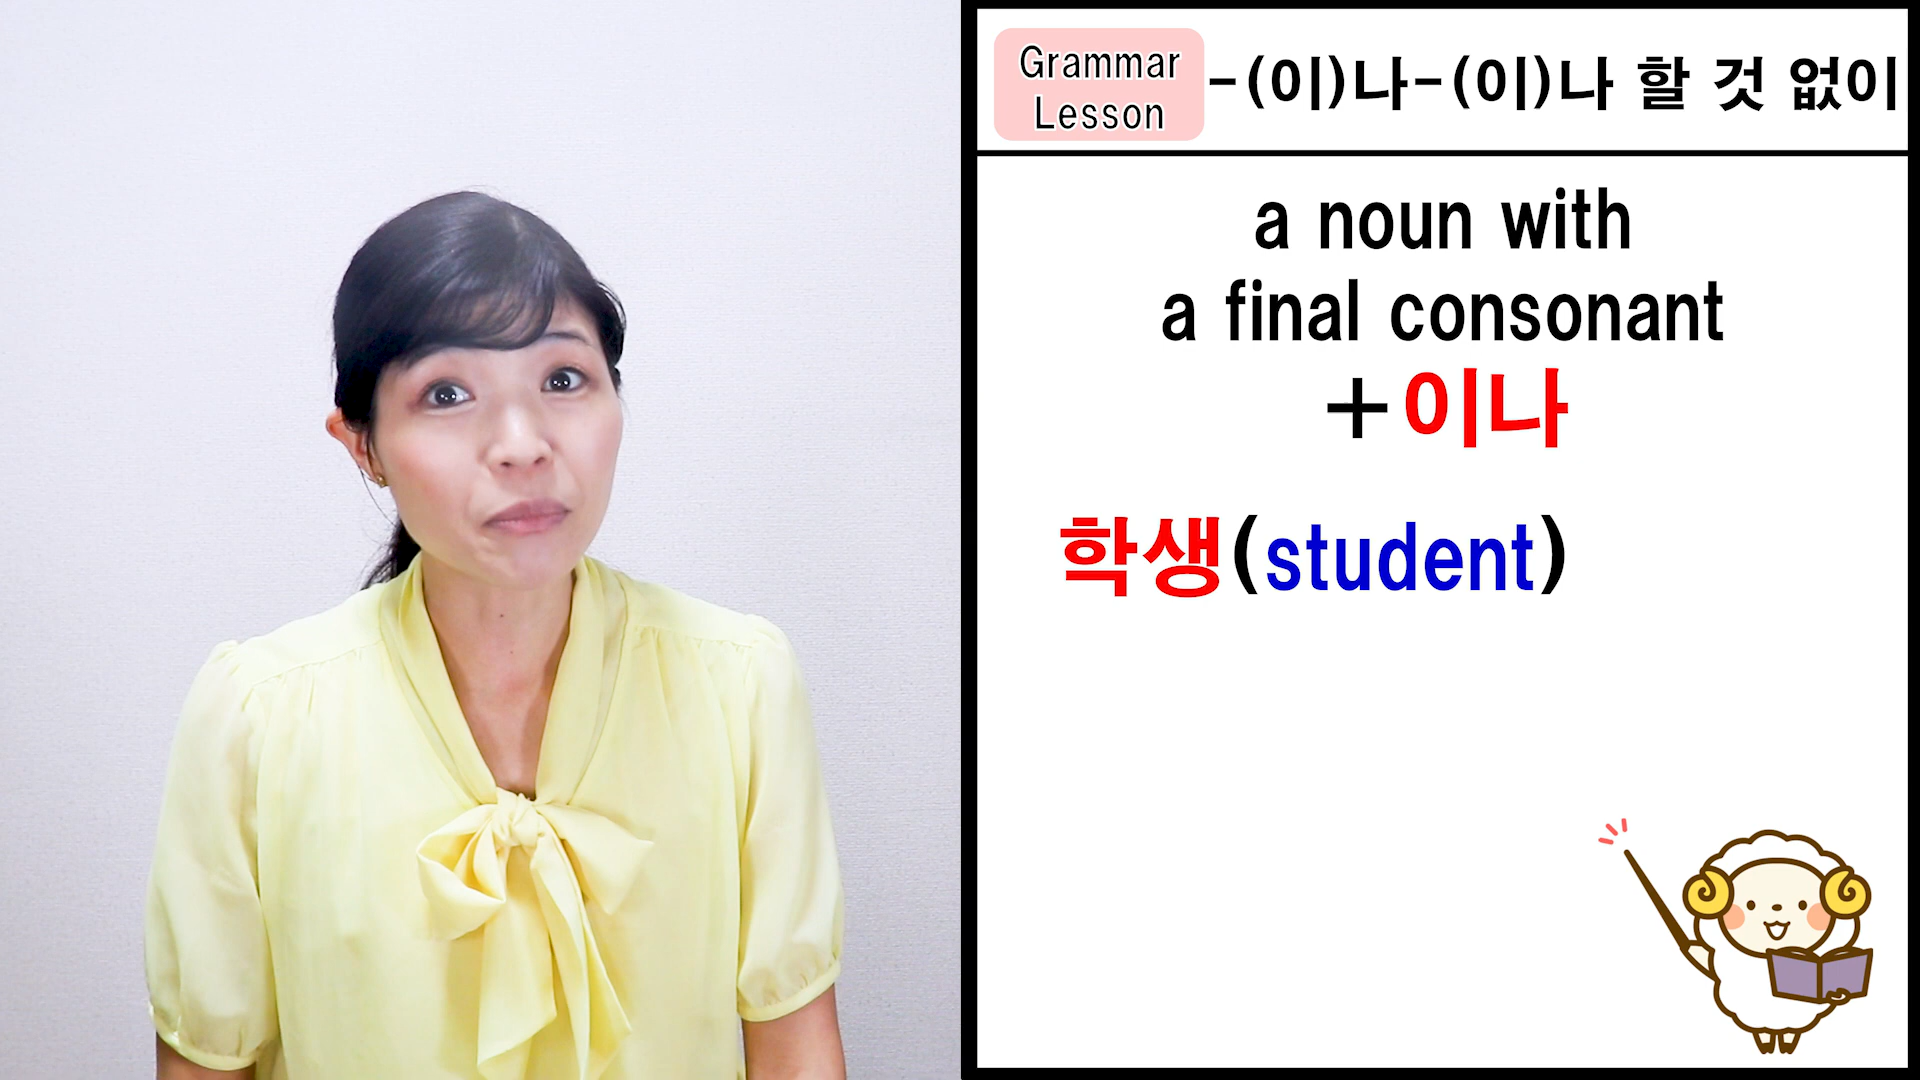 Grammar
Lesson
-(이)나-(이)나 할 것 없이
a noun with
a final consonant
+이나
학생(student)